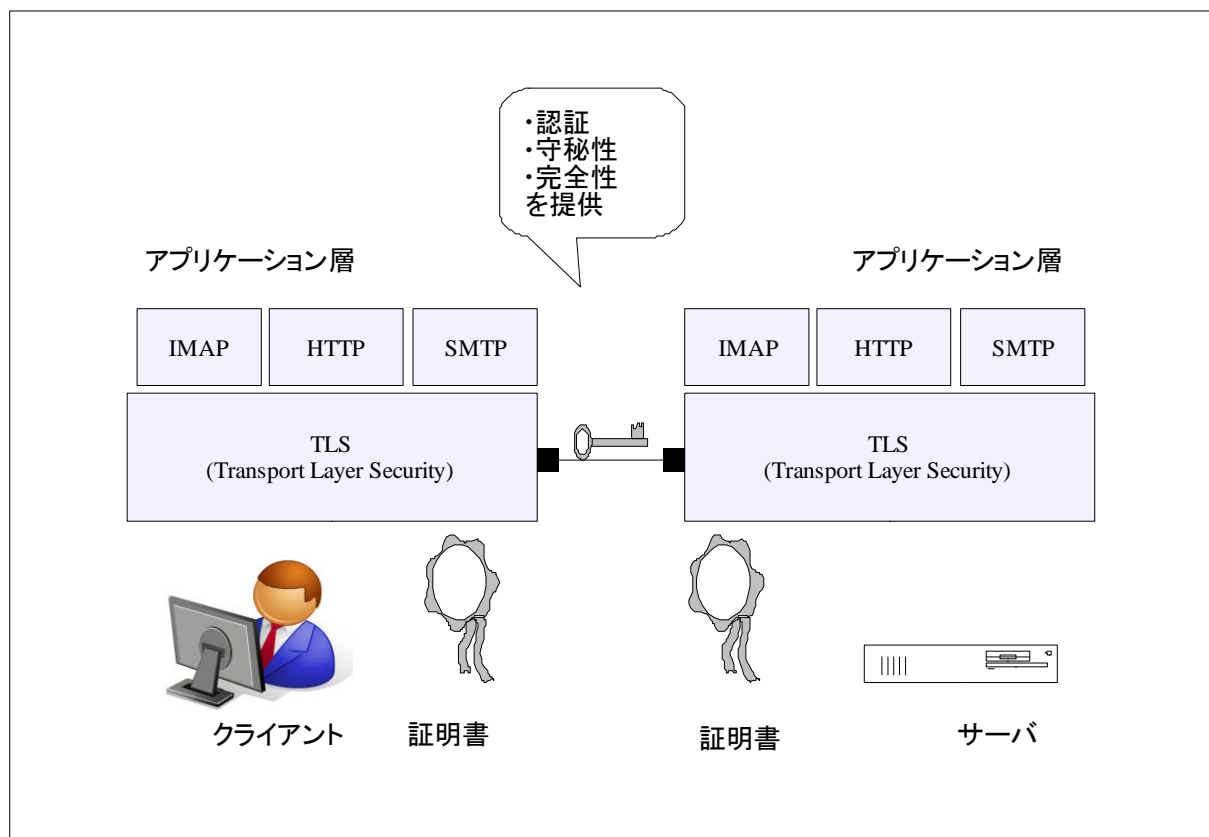 ・認証
・守秘性
・完全性
を提供
アプリケーション層
アプリケーション層
IMAP
HTTP
SMTP
IMAP
HTTP
SMTP
TLS
(Transport Layer Security)
TLS
(Transport Layer Security)
クライアント
証明書
証明書
サーバ